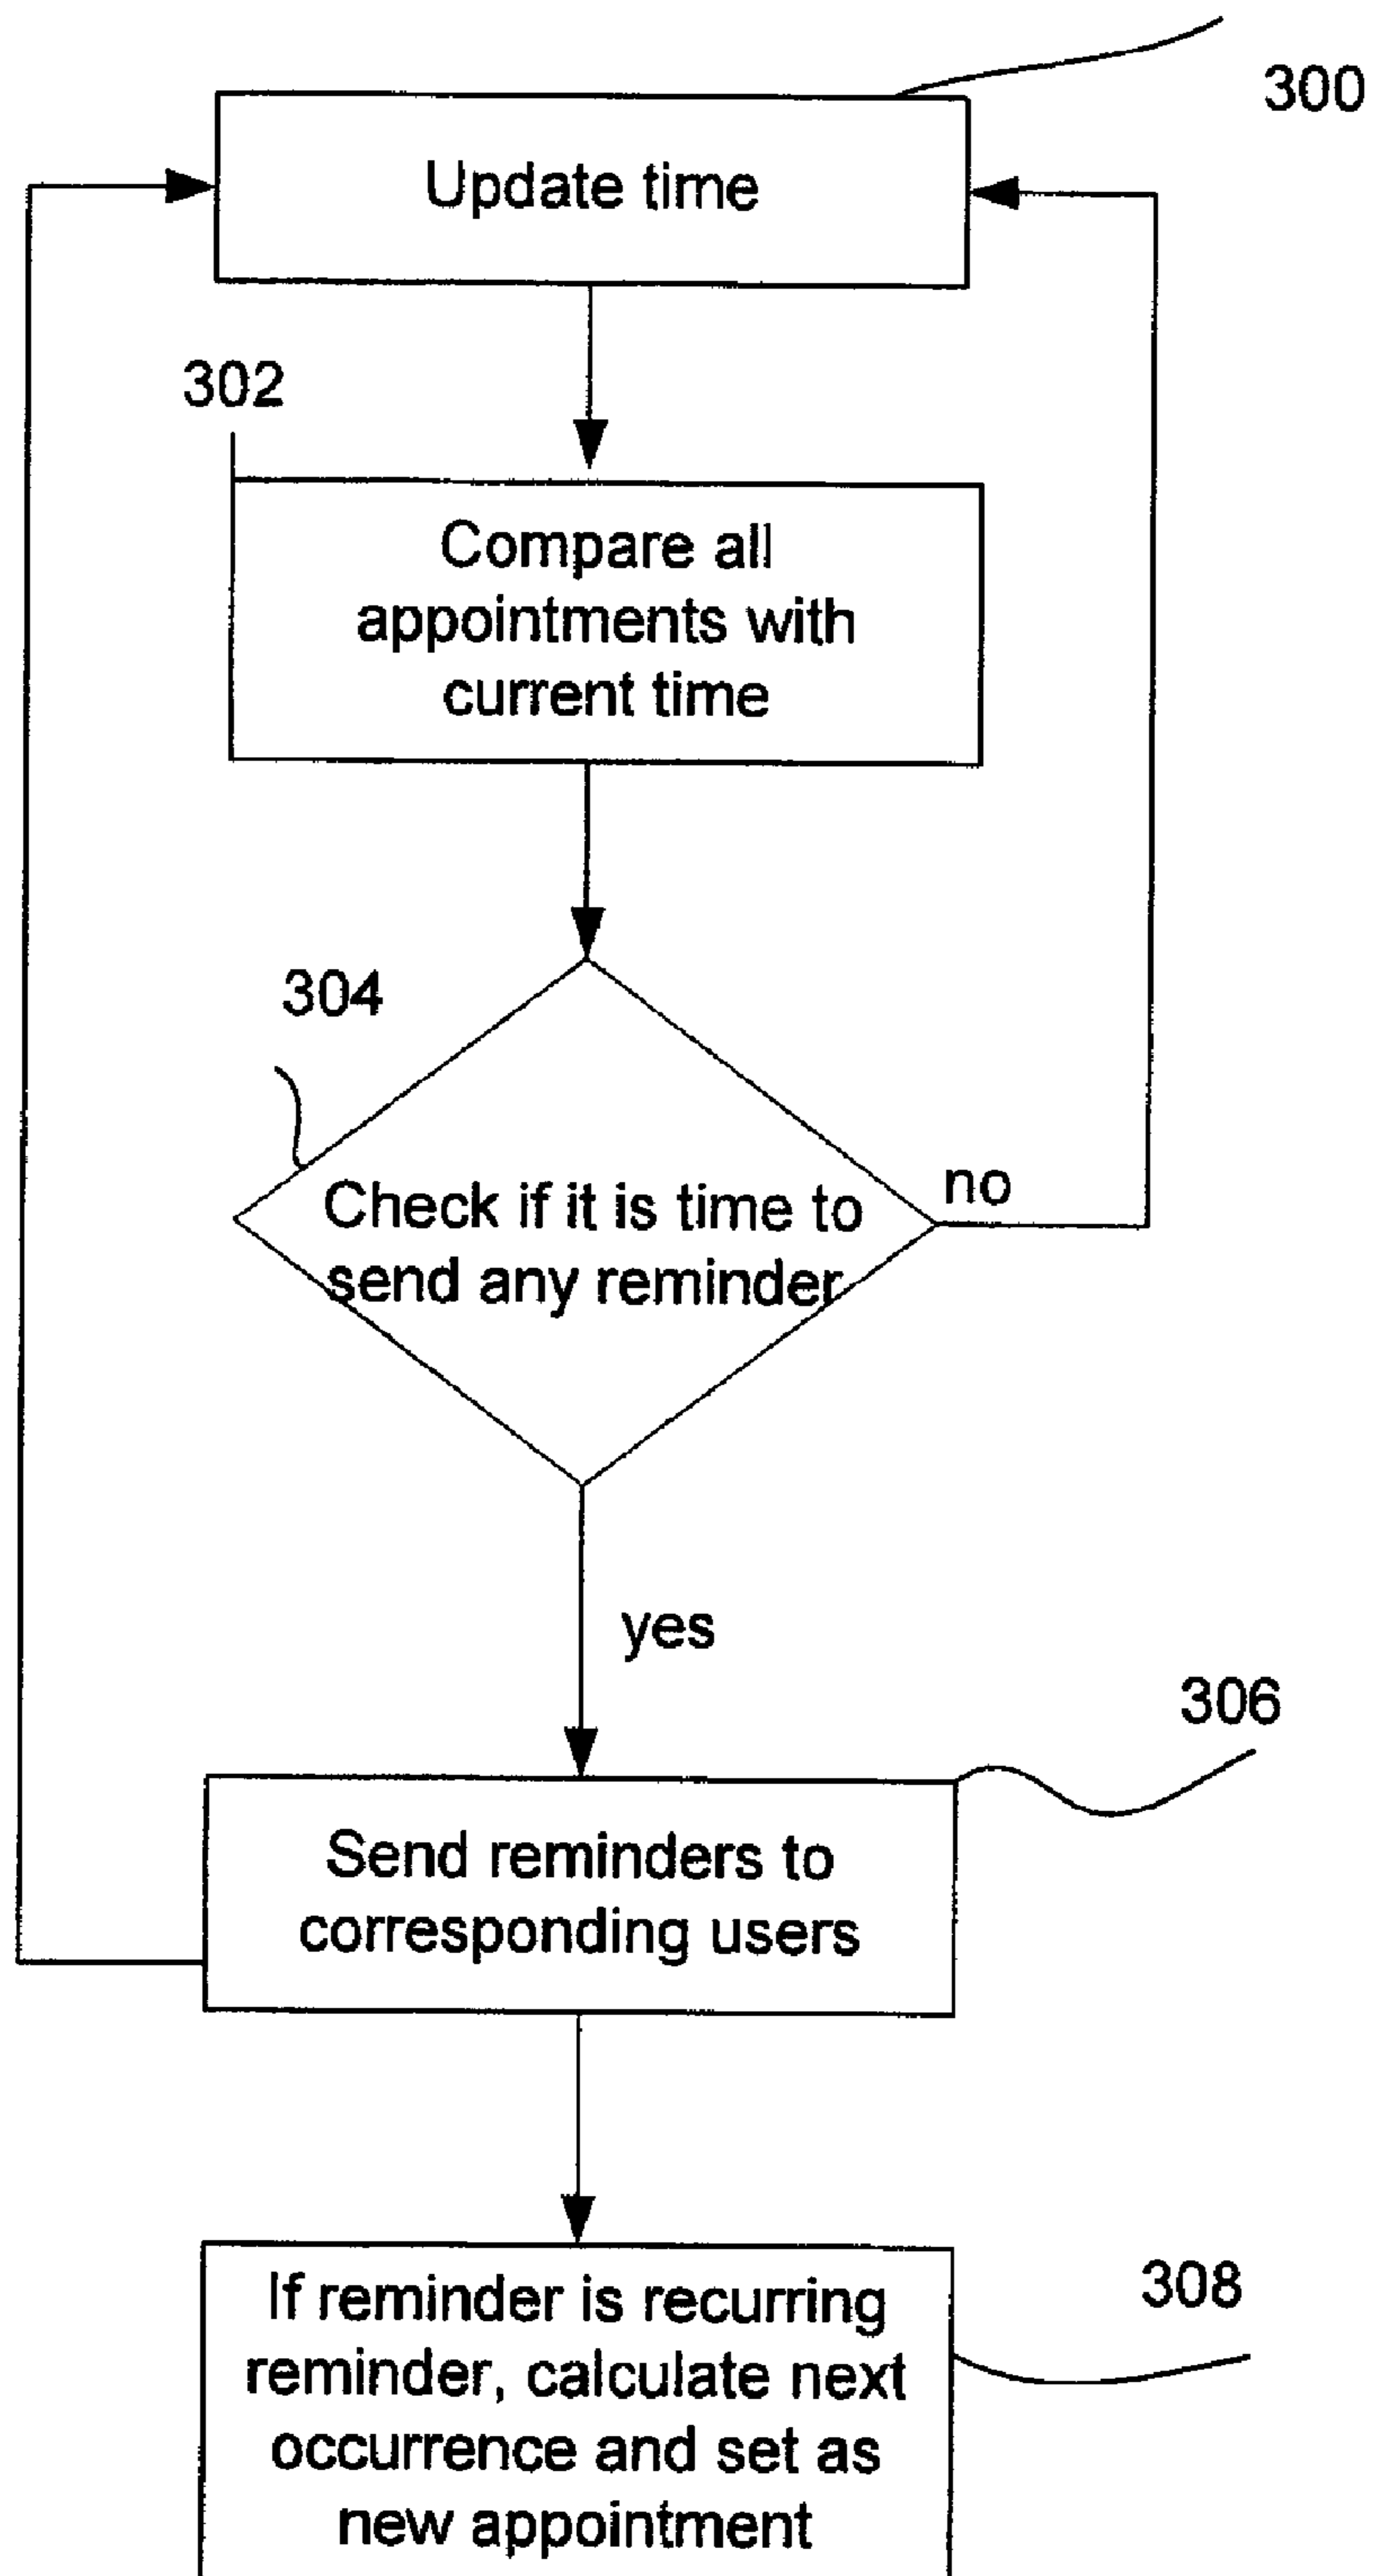 300
Update time
302
Compare all
appointments with
current time
304
Check if it is time to
send any reminder
no
yes
306
Send reminders to
corresponding users
308
If reminder is recurring
reminder, calculate next
occurrence and set as
new appointment